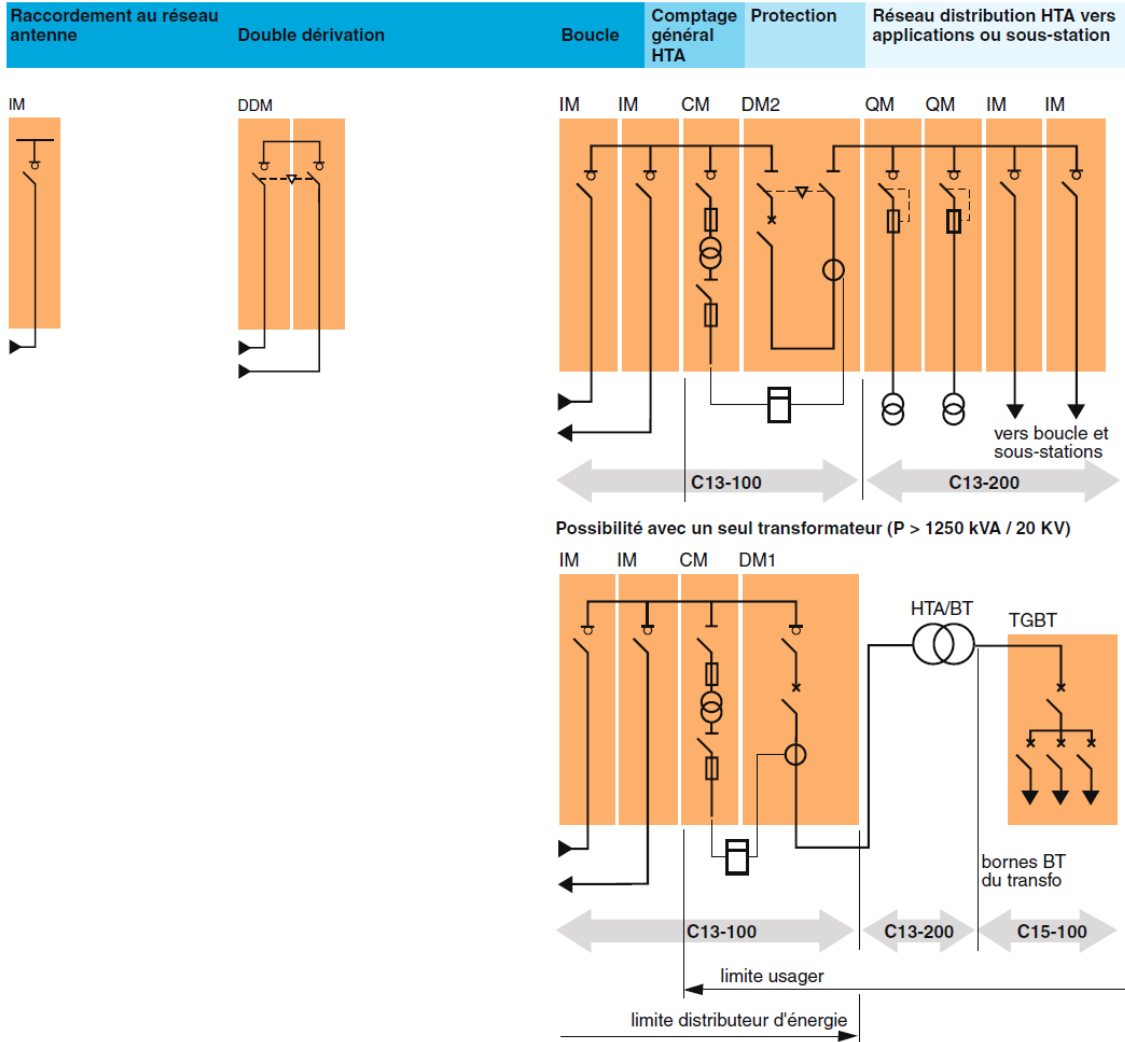 Raccordement au réseau
antenne
Double dérivation
Boucle
Comptage
général
HTA
Protection
Réseau distribution HTA vers
applications ou sous-station
IM
DDM
IM
IM
CM
DM2
QM
QM
IM
IM
vers boucle et
sous-stations
C13-100
C13-200
Possibilité avec un seul transformateur (P > 1250 kVA / 20 KV)
IM
IM
CM
DM1
HTA/BT
TGBT
bornes BT
du transfo
C13-100
C13-200
C15-100
limite usager
limite distributeur d'énergie